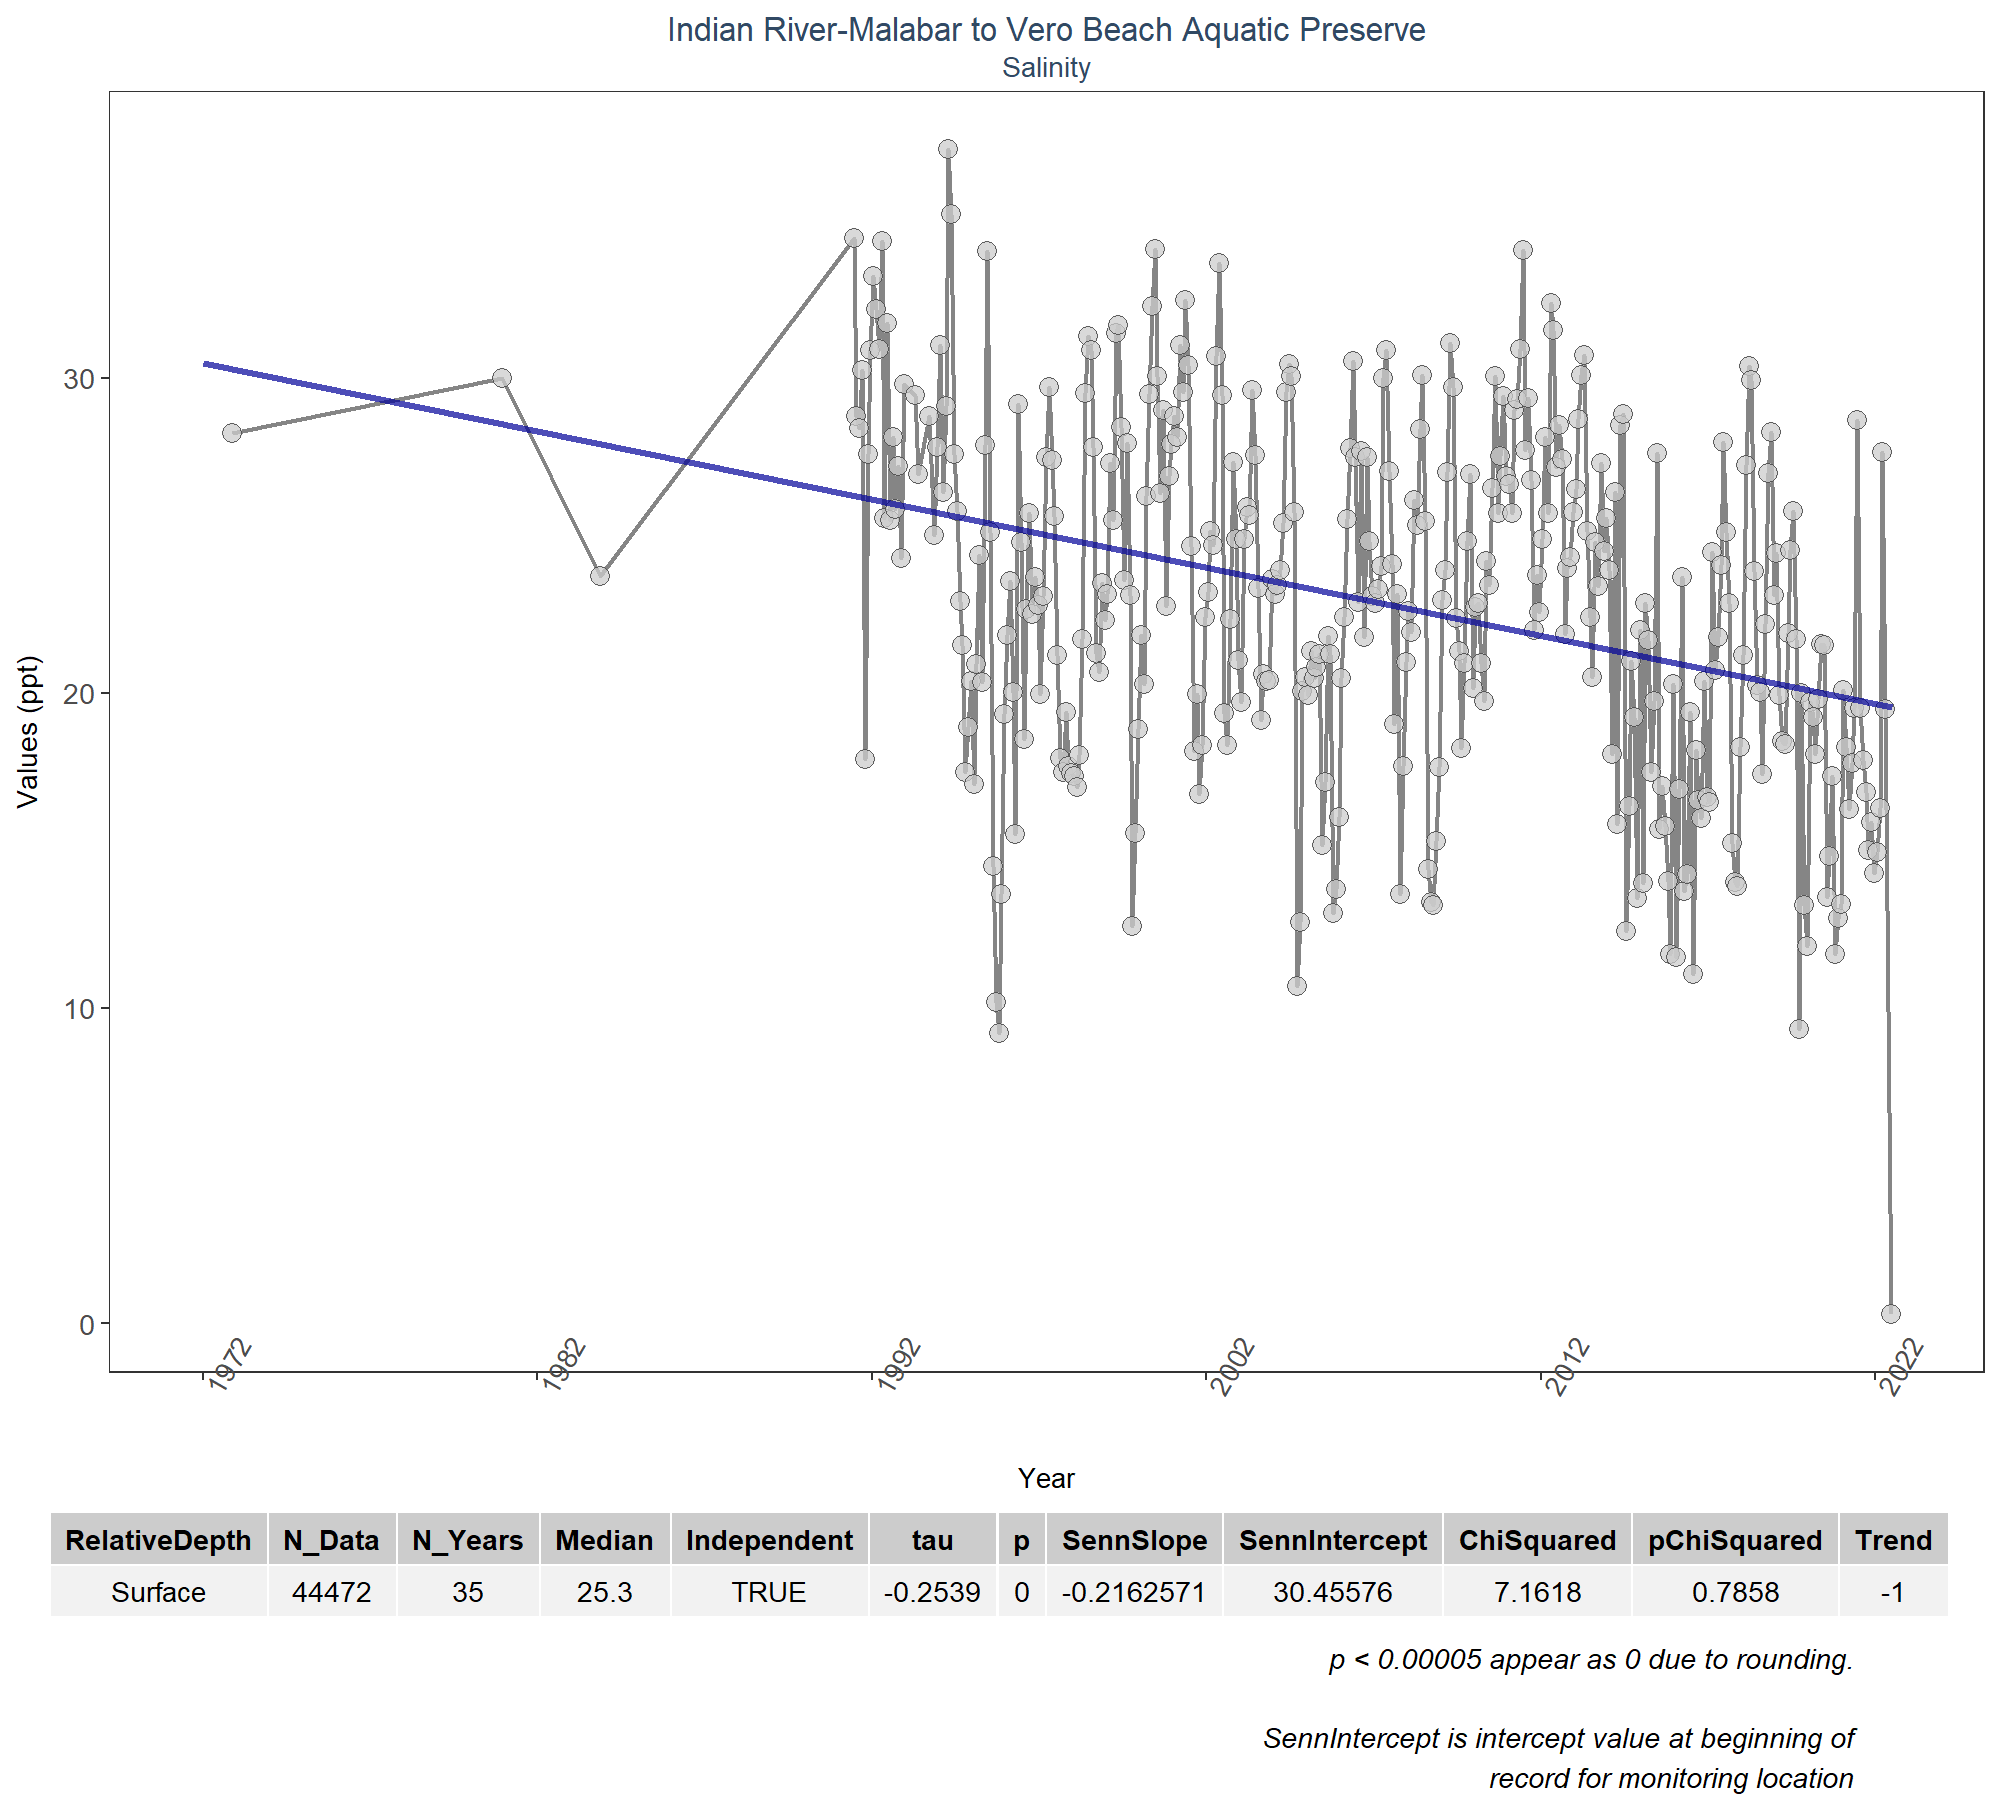 Indian River-Malabar to Vero Beach Aquatic Preserve
Salinity
Values (ppt)
30
20
10
0
1972 1982 1992 2002 2012 2022
Year
RelativeDepth N_Data N_Years Median Independent tau p SennSlope SennIntercept ChiSquared pChiSquared Trend
Surface 44472 35 25.3 TRUE -0.2539 0 -0.2162571 30.45576 7.1618 0.7858 -1
p < 0.00005 appear as 0 due to rounding.
SennIntercept is intercept value at beginning of
record for monitoring location